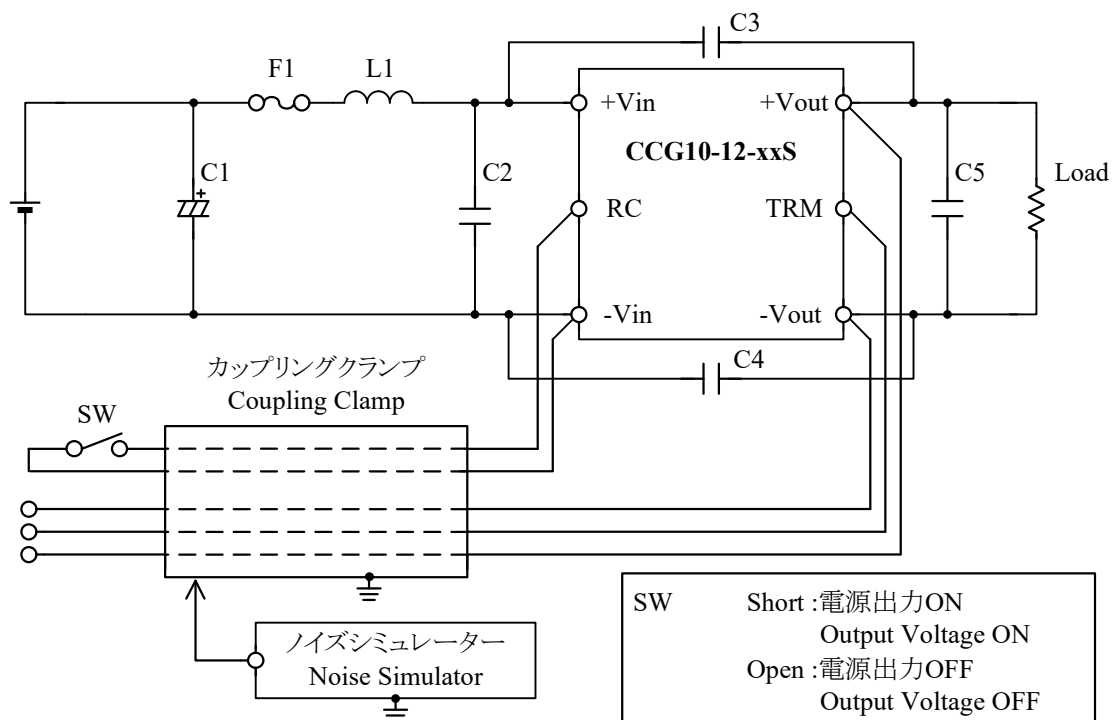 C3
F1
L1
+Vin
+Vout
CCG10-12-xxS
C1
+
C2
C5
Load
RC
TRM
-Vin
-Vout
C4
カップリングクランプ
Coupling Clamp
SW
ノイズシミュレーター
Noise Simulator
SW Short :電源出力ON
Output Voltage ON
Open :電源出力OFF
Output Voltage OFF